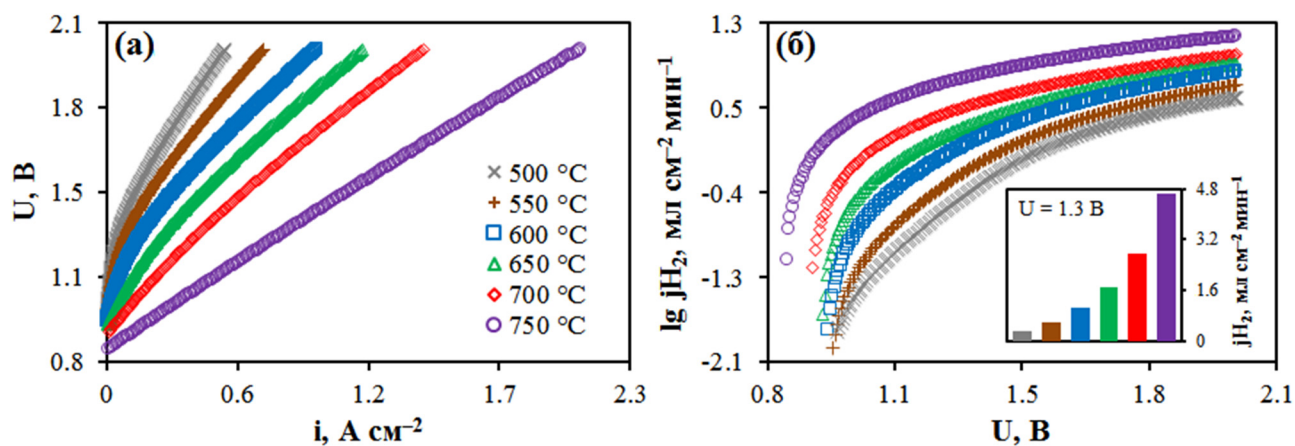 (а)
U, В
2.1
1.8
1.5
1.1
0.8
0
0.6
1.2
1.7
2.3
i, А см⁻²
500 °C
550 °C
600 °C
650 °C
700 °C
750 °C
(б)
lg jH₂, мл см⁻² мин⁻¹
1.3
0.5
-0.4
-1.3
-2.1
0.8
1.1
1.5
1.8
2.1
U, В
U = 1.3 В
4.8
3.2
1.6
0
jH₂, мл см⁻² мин⁻¹